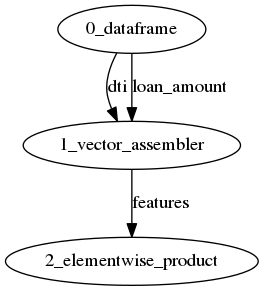 0_dataframe
dti loan_amount
1_vector_assembler
features
2_elementwise_product